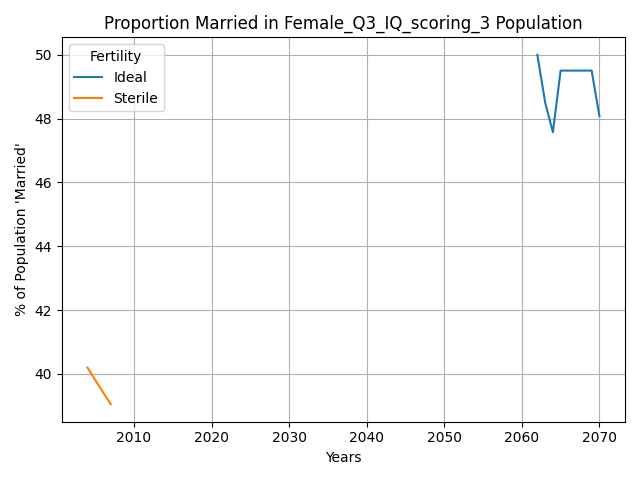 Proportion Married in Female_Q3_IQ_scoring_3 Population
% of Population 'Married'
50
48
46
44
42
40
Fertility
Ideal
Sterile
2010 2020 2030 2040 2050 2060 2070
Years